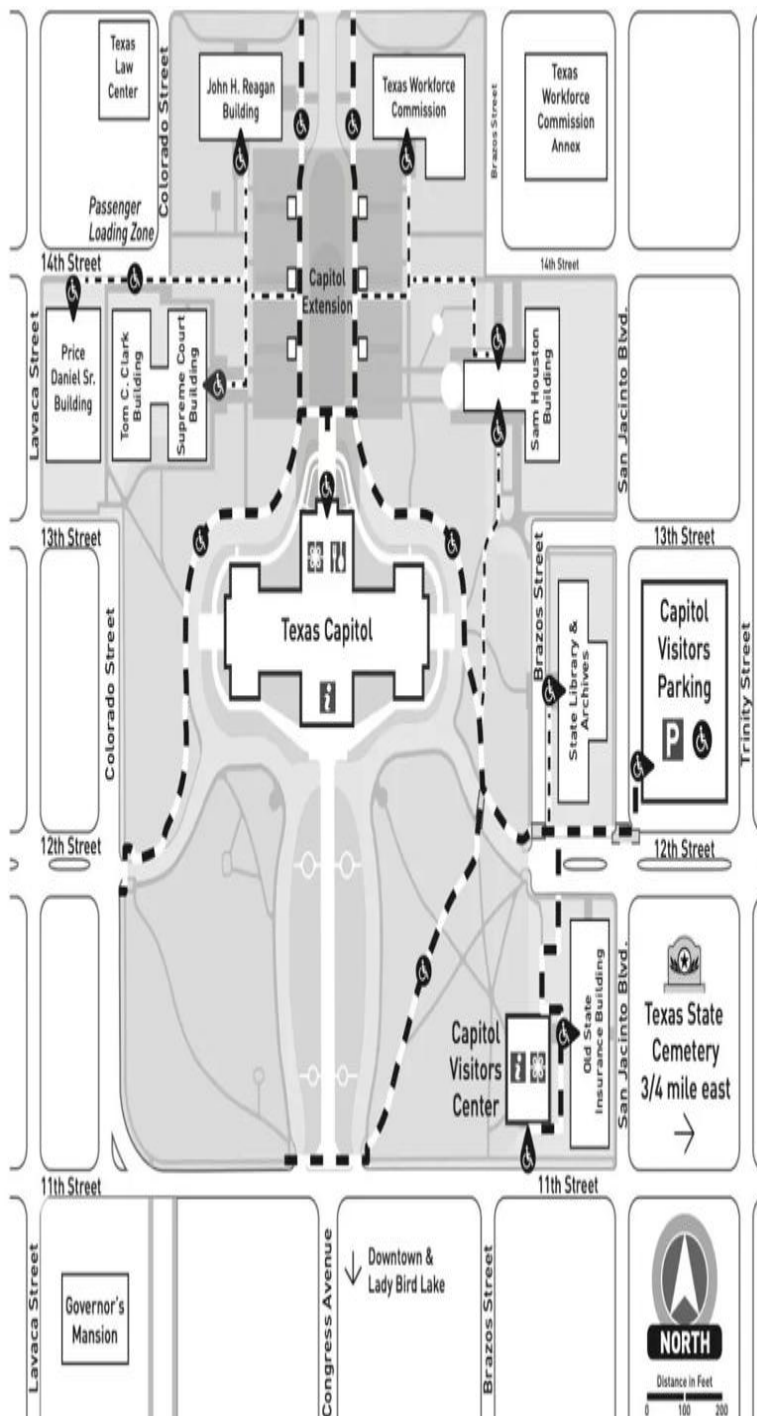 Texas
Law
Center
Colorado Street
John H. Reagan
Building
Texas Workforce
Commission
Brazos Street
Texas
Workforce
Commission
Annex
Passenger
Loading Zone
14th Street
14th Street
Capitol
Extension
Lavaca Street
Price
Daniel Sr.
Building
Tom C. Clark
Building
Supreme Court
Building
Sam Houston
Building
San Jacinto Blvd.
13th Street
13th Street
Colorado Street
Texas Capitol
Brazos Street
State Library &
Archives
Capitol
Visitors
Parking
P
Trinity Street
12th Street
12th Street
Capitol
Visitors
Center
Old State
Insurance Building
San Jacinto Blvd.
Texas State
Cemetery
3/4 mile east
11th Street
11th Street
Lavaca Street
Governor's
Mansion
Congress Avenue
Downtown &
Lady Bird Lake
Brazos Street
NORTH
Distance in Feet
0 100 200